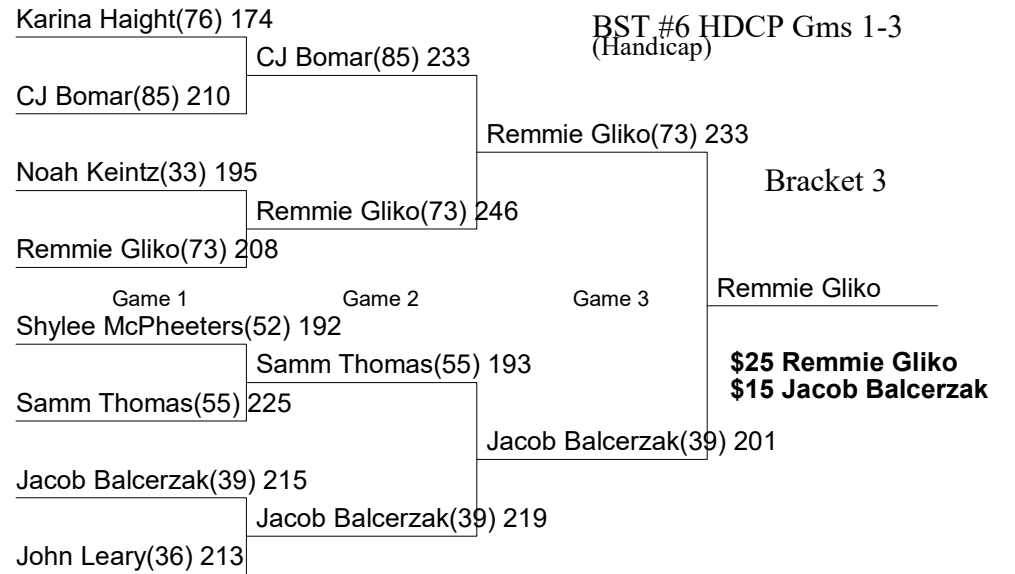 Karina Haight(76) 174
BST #6 HDCP Gms 1-3
(Handicap)
CJ Bomar(85) 233
CJ Bomar(85) 210
Remmie Gliko(73) 233
Noah Keintz(33) 195
Bracket 3
Remmie Gliko(73) 246
Remmie Gliko(73) 208
Game 1
Game 2
Game 3
Remmie Gliko
Shylee McPheeters(52) 192
Samm Thomas(55) 193
$25 Remmie Gliko
$15 Jacob Balcerzak
Samm Thomas(55) 225
Jacob Balcerzak(39) 201
Jacob Balcerzak(39) 215
Jacob Balcerzak(39) 219
John Leary(36) 213